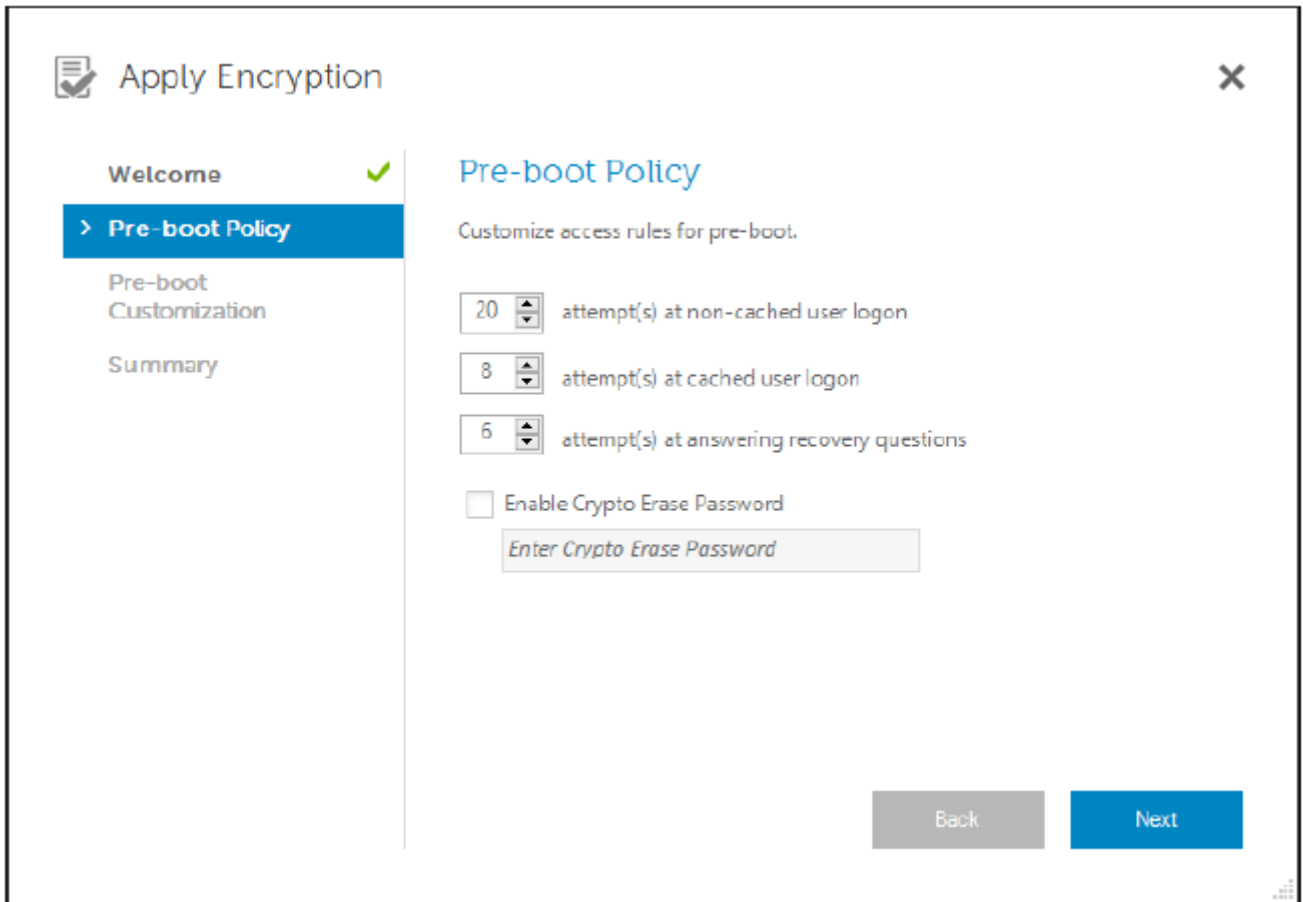 Apply Encryption
Welcome
Pre-boot Policy
Pre-boot
Customization
Summary
Pre-boot Policy
Customize access rules for pre-boot.
20 attempt(s) at non-cached user logon
8 attempt(s) at cached user logon
6 attempt(s) at answering recovery questions
Enable Crypto Erase Password
Enter Crypto Erase Password
Back
Next